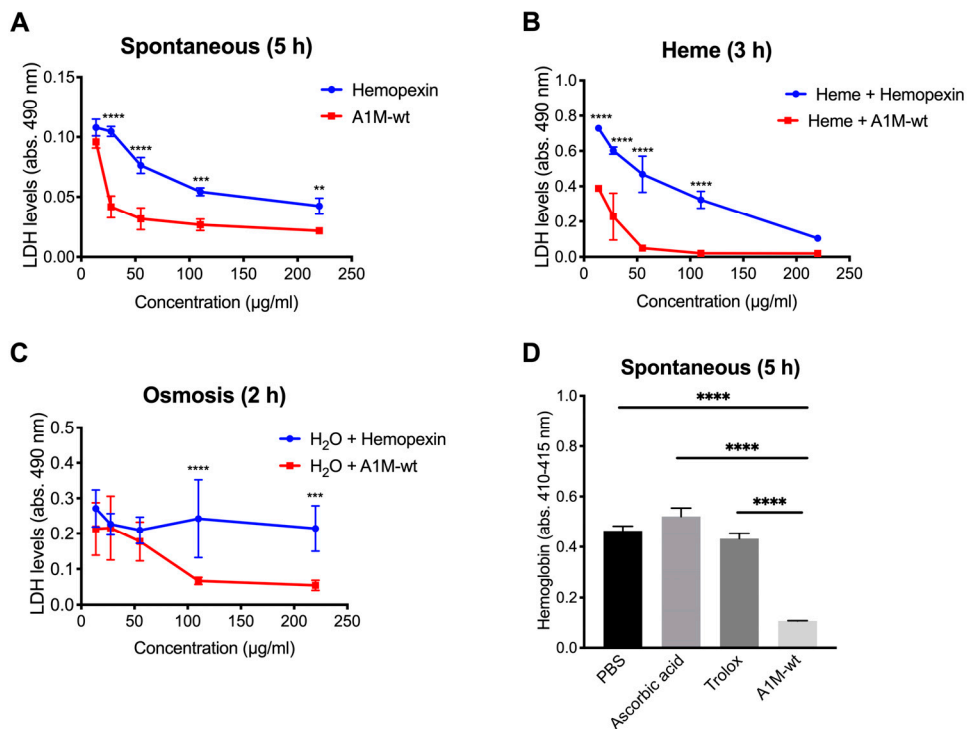 A
Spontaneous (5 h)
LDH levels (abs. 490 nm)
0.15
0.10
0.05
0.00
0 50 100 150 200 250
Concentration (µg/ml)
Hemopexin
A1M-wt
****
****
***
**
B
Heme (3 h)
LDH levels (abs. 490 nm)
1.0
0.8
0.6
0.4
0.2
0.0
0 50 100 150 200 250
Concentration (µg/ml)
Heme + Hemopexin
Heme + A1M-wt
****
****
****
****
C
Osmosis (2 h)
LDH levels (abs. 490 nm)
0.5
0.4
0.3
0.2
0.1
0.0
0 50 100 150 200 250
Concentration (µg/ml)
H₂O + Hemopexin
H₂O + A1M-wt
****
***
D
Spontaneous (5 h)
Hemoglobin (abs. 410-415 nm)
1.0
0.8
0.6
0.4
0.2
0.0
****
****
****
PBS
Ascorbic acid
Trolox
A1M-wt